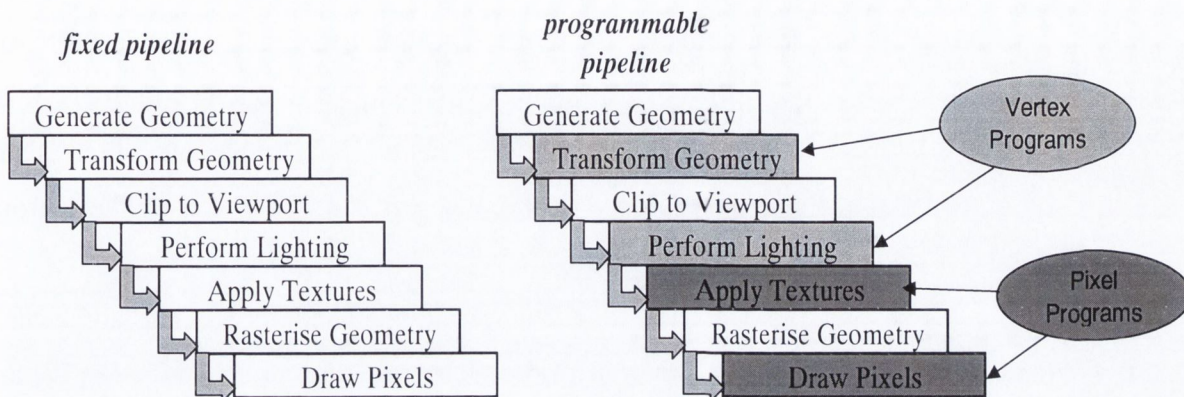 fixed pipeline
Generate Geometry
Transform Geometry
Clip to Viewport
Perform Lighting
Apply Textures
Rasterise Geometry
Draw Pixels
programmable
pipeline
Generate Geometry
Transform Geometry
Clip to Viewport
Perform Lighting
Apply Textures
Rasterise Geometry
Draw Pixels
Vertex
Programs
Pixel
Programs